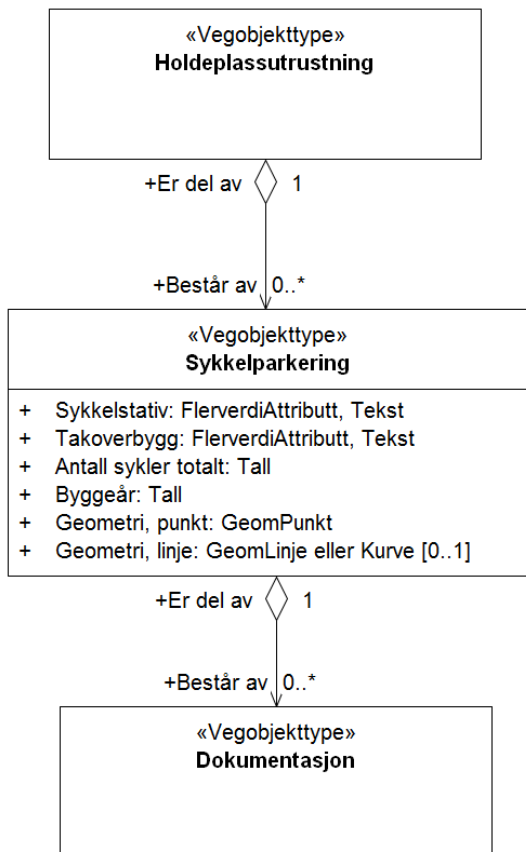 «Vegobjekttype»
Holdeplassutrustning
+Er del av 1
+Består av 0..*
«Vegobjekttype»
Sykkelparkering
+ Sykkelstativ: FlerverdiAttributt, Tekst
+ Takoverbygg: FlerverdiAttributt, Tekst
+ Antall sykler totalt: Tall
+ Byggeår: Tall
+ Geometri, punkt: GeomPunkt
+ Geometri, linje: GeomLinje eller Kurve [0..1]
+Er del av 1
+Består av 0..*
«Vegobjekttype»
Dokumentasjon